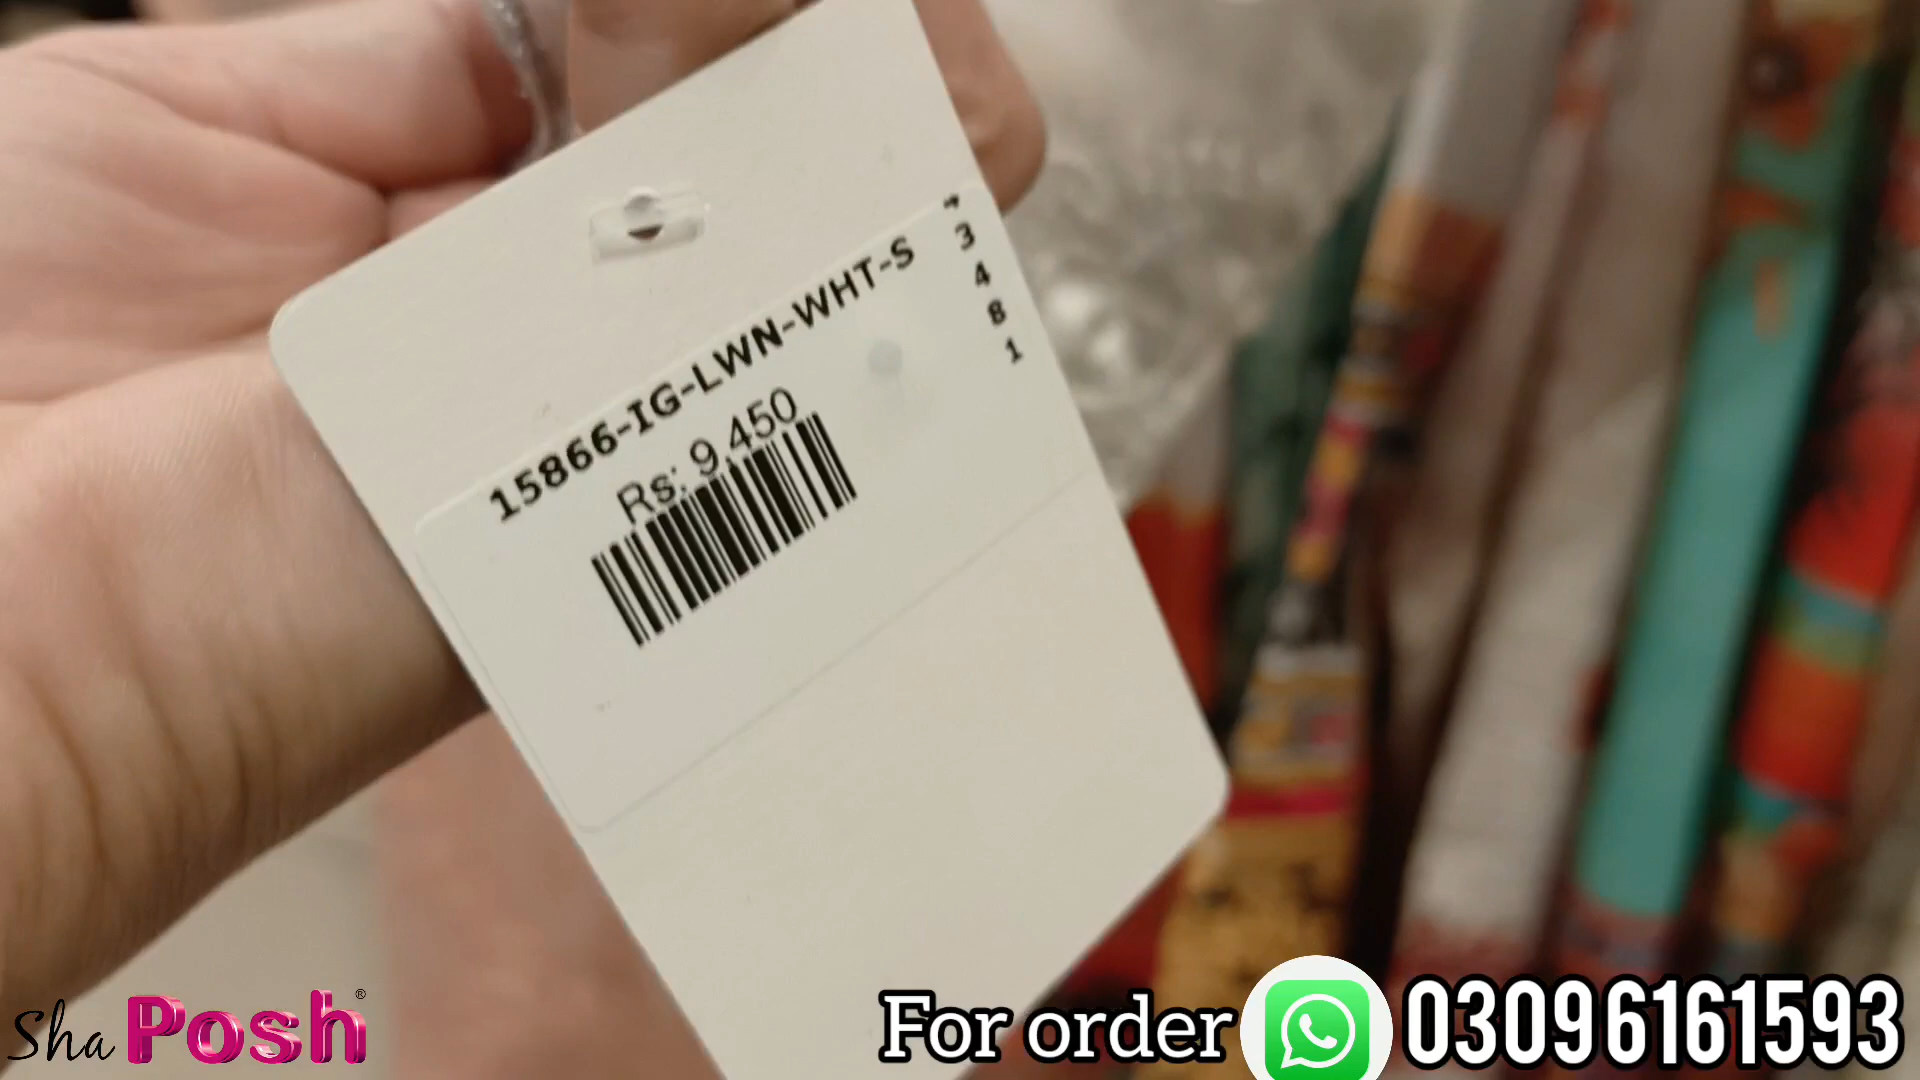 15866-IG-LWN-WHT-S
Rs: 9,450
3
4
8
1
Sha Posh®
For order 03096161593